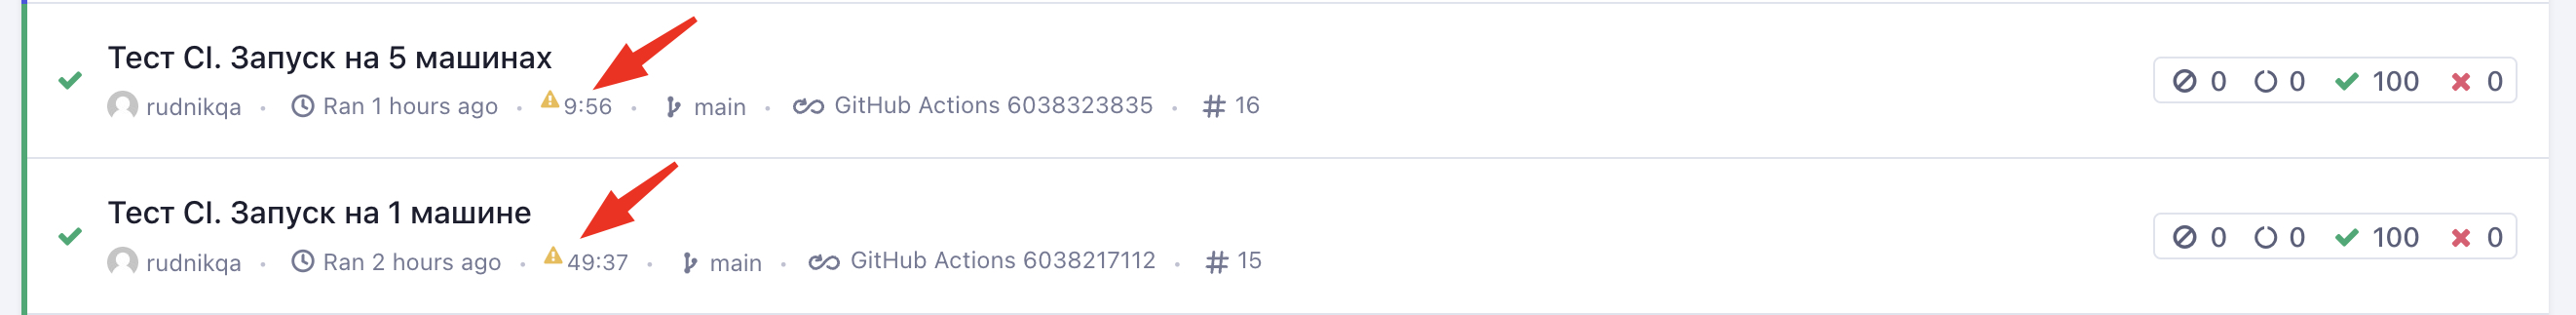 Тест CI. Запуск на 5 машинах
rudnikqa · Ran 1 hours ago · 9:56 · main · GitHub Actions 6038323835 · # 16
0 0 100 0
Тест CI. Запуск на 1 машине
rudnikqa · Ran 2 hours ago · 49:37 · main · GitHub Actions 6038217112 · # 15
0 0 100 0